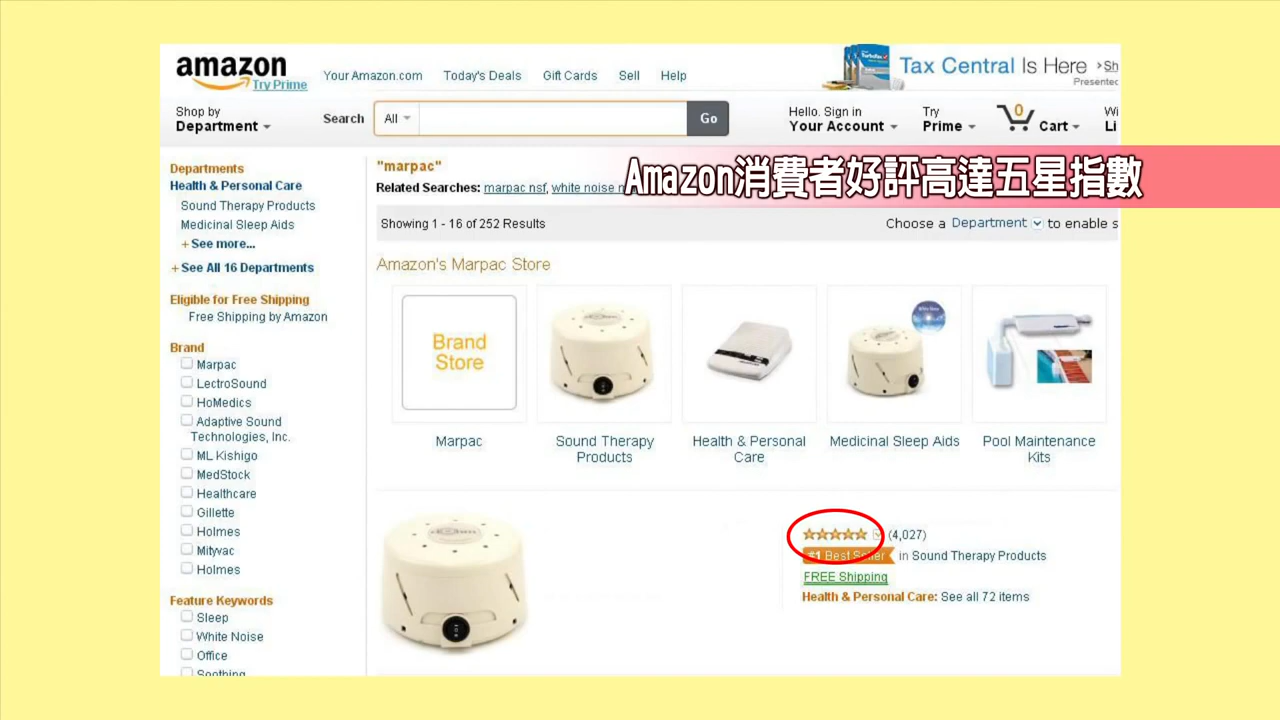 amazon
Try Prime
Your Amazon.com Today's Deals Gift Cards Sell Help
Tax Central Is Here
Presented
Shop by
Department
Search All Go
Hello. Sign in
Your Account
Try
Prime
0
Cart
Wi
Li
Amazon消費者好評高達五星指數
Departments
Health & Personal Care
Sound Therapy Products
Medicinal Sleep Aids
+ See more...
+ See All 16 Departments
Eligible for Free Shipping
Free Shipping by Amazon
Brand
Marpac
LectroSound
HoMedics
Adaptive Sound
Technologies, Inc.
ML Kishigo
MedStock
Healthcare
Gillette
Holmes
Mityvac
Holmes
Feature Keywords
Sleep
White Noise
Office
Soothing
"marpac"
Related Searches: marpac nsf, white noise
Showing 1 - 16 of 252 Results
Choose a Department to enable s
Amazon's Marpac Store
Brand
Store
Marpac
Sound Therapy
Products
Health & Personal
Care
Medicinal Sleep Aids
Pool Maintenance
Kits
(4,027)
#1 Best Seller in Sound Therapy Products
FREE Shipping
Health & Personal Care: See all 72 items